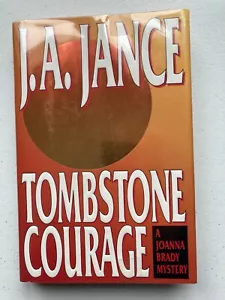 J.A. JANCE
TOMBSTONE
COURAGE
A
JOANNA
BRADY
MYSTERY